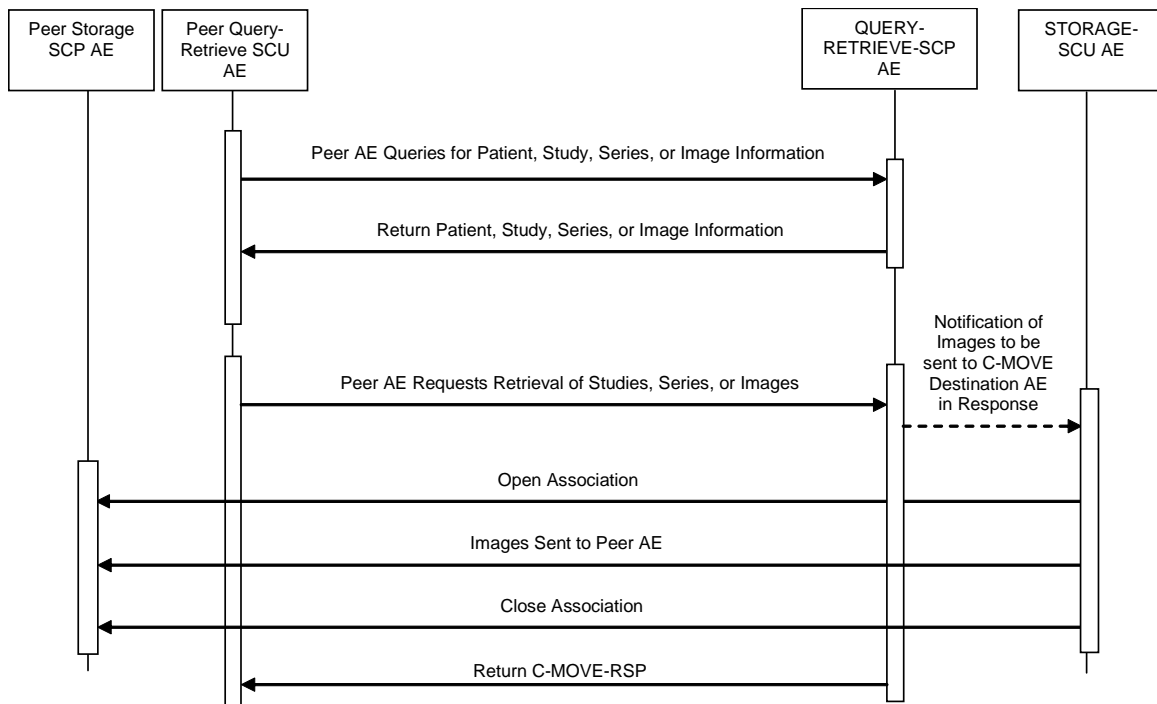 Peer Storage
SCP AE
Peer Query-
Retrieve SCU
AE
QUERY-
RETRIEVE-SCP
AE
STORAGE-
SCU AE
Peer AE Queries for Patient, Study, Series, or Image Information
Return Patient, Study, Series, or Image Information
Notification of
Images to be
sent to C-MOVE
Destination AE
in Response
Peer AE Requests Retrieval of Studies, Series, or Images
Open Association
Images Sent to Peer AE
Close Association
Return C-MOVE-RSP